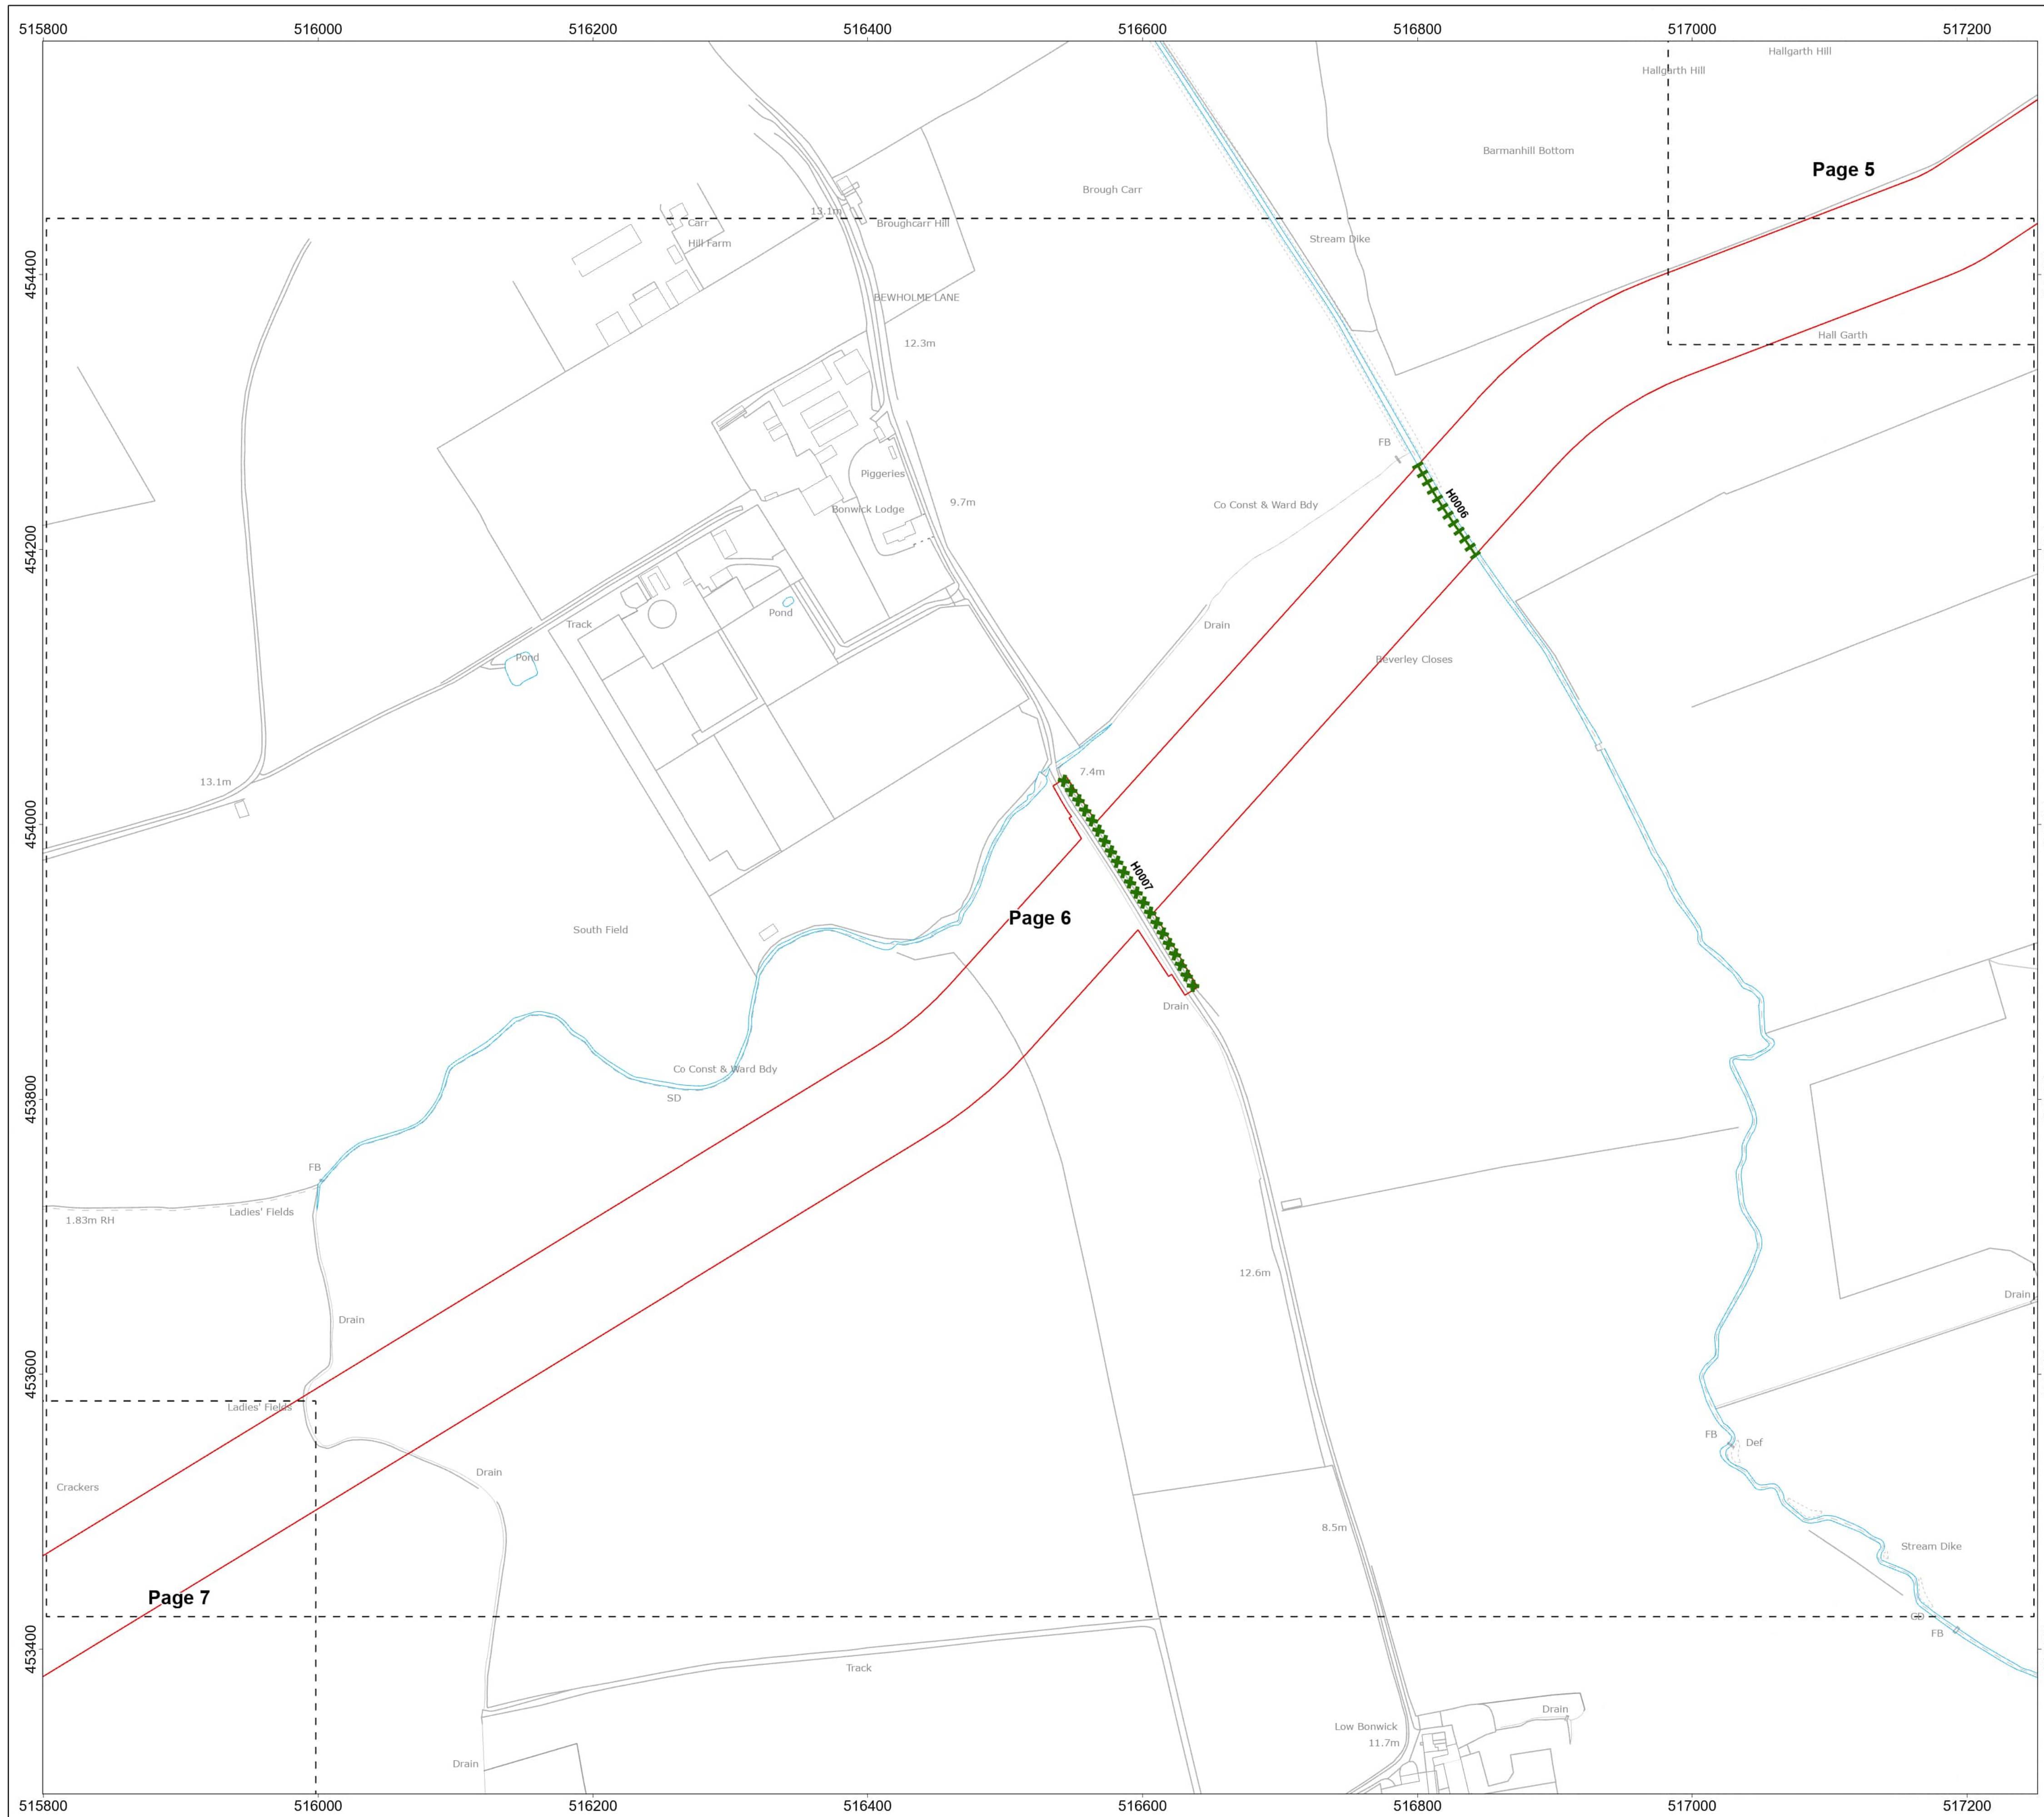 515800
516000
516200
516400
516600
516800
517000
517200
Hallgarth Hill
Hallgarth Hill
Barmanhill Bottom
Page 5
Brough Carr
13.1m
Broughcarr Hill
Carr
Hill Farm
Stream Dike
454400
BEWHOLME LANE
12.3m
Hall Garth
FB
Piggeries
9.7m
Bonwick Lodge
Co Const & Ward Bdy
H0006
454200
Pond
Track
Drain
Pond
Beverley Closes
13.1m
7.4m
454000
H0007
Page 6
South Field
Drain
Co Const & Ward Bdy
SD
453800
FB
Ladies' Fields
1.83m RH
12.6m
Drain
Drain
453600
Ladies' Fields
FB
Def
Drain
Crackers
8.5m
Stream Dike
Page 7
GD
FB
453400
Track
Drain
Low Bonwick
11.7m
Drain
515800
516000
516200
516400
516600
516800
517000
517200